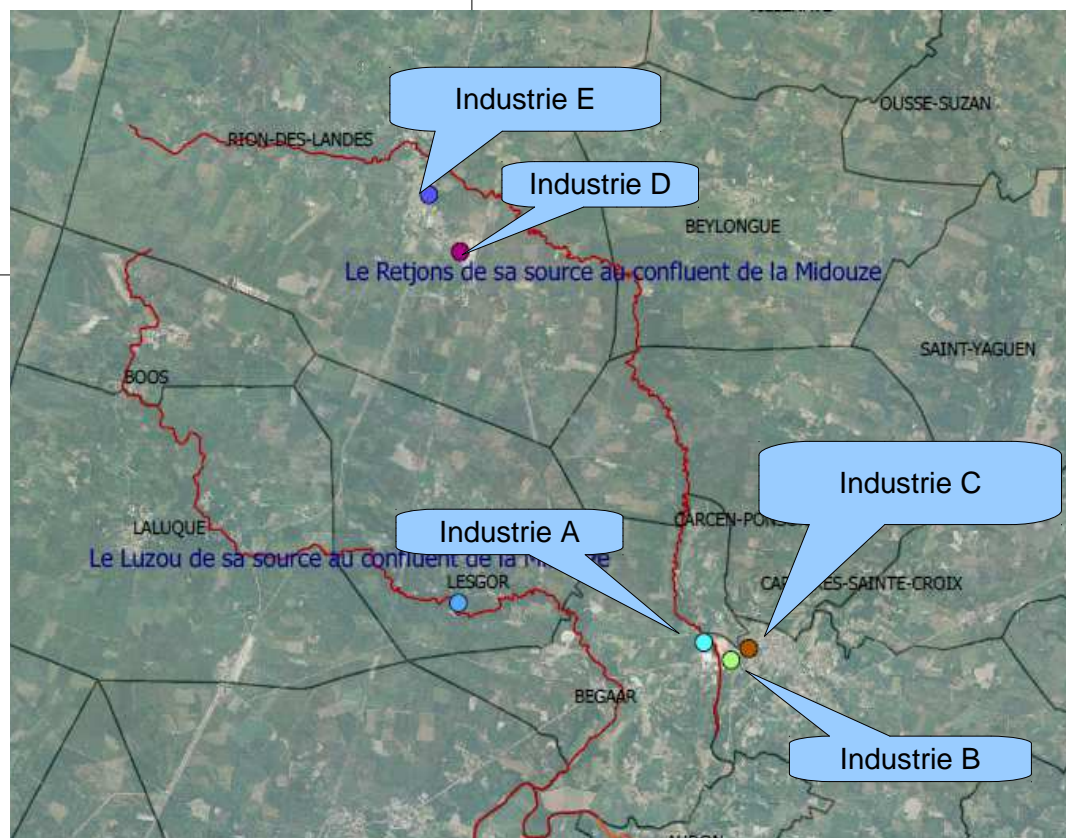 Industrie E
OUSSE-SUZAN
RION-DES-LANDES
Industrie D
BEYLONGUE
Le Retjons de sa source au confluent de la Midouze
SAINT-YAGUEN
BOOS
Industrie C
LALUQUE
Industrie A
Le Luzou de sa source au confluent de la Midouze
LESGOR
BEGAAR
Industrie B